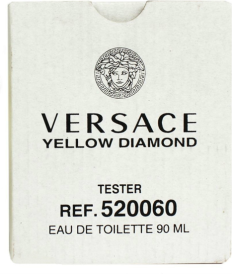 VERSACE
YELLOW DIAMOND
TESTER
REF. 520060
EAU DE TOILETTE 90 ML